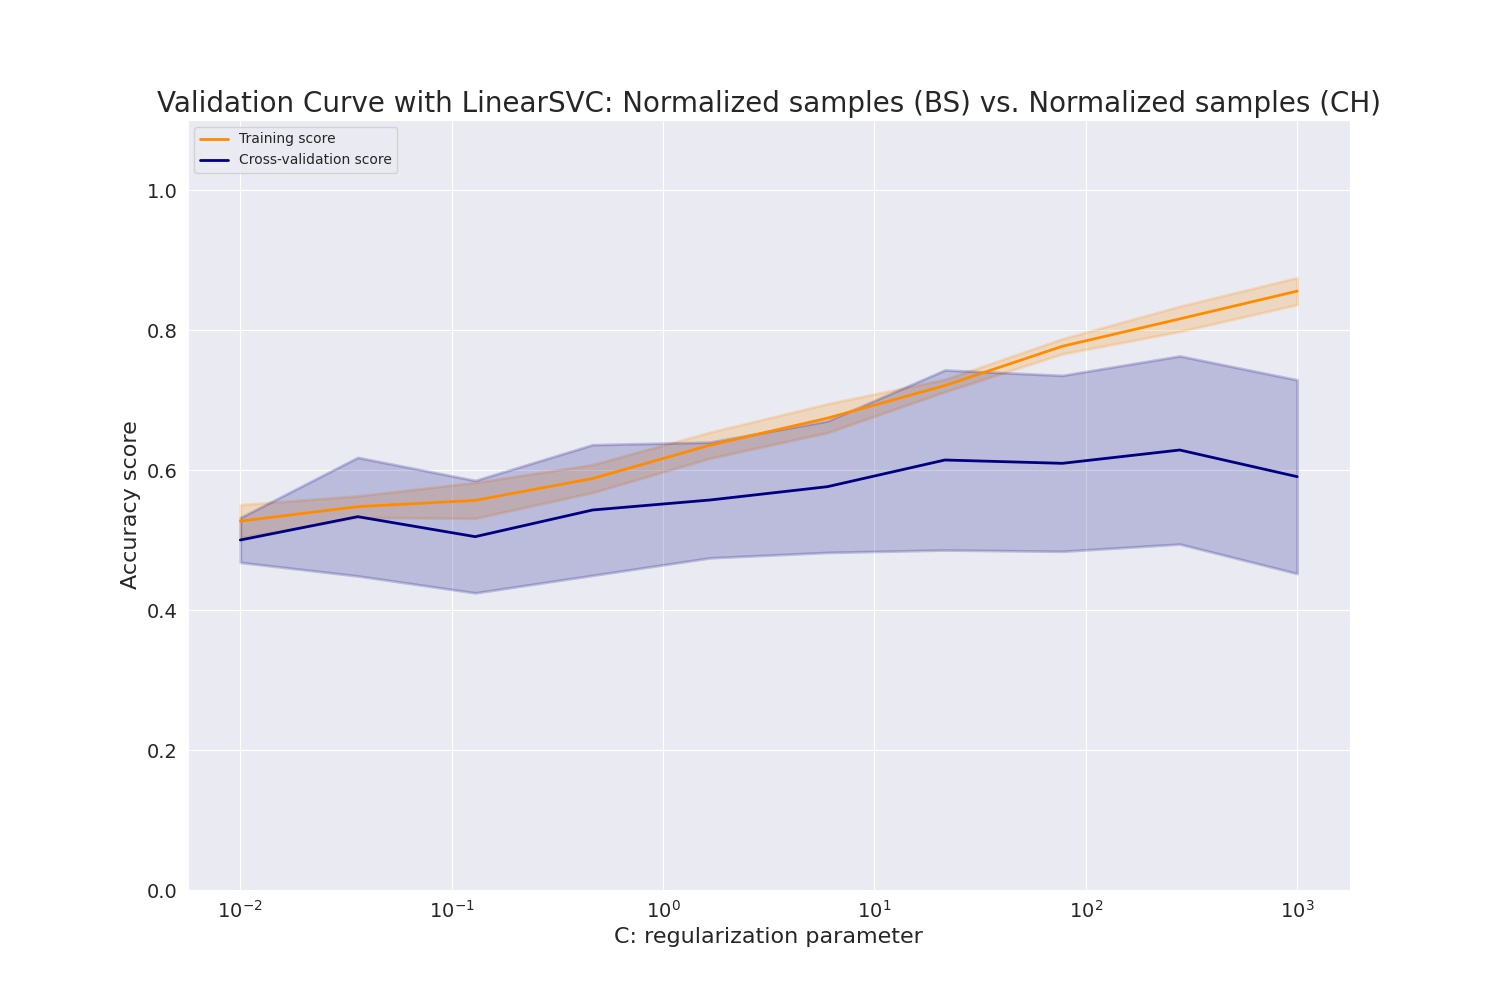 Validation Curve with LinearSVC: Normalized samples (BS) vs. Normalized samples (CH)
Training score
Cross-validation score
1.0
0.8
0.6
0.4
0.2
0.0
Accuracy score
10⁻² 10⁻¹ 10⁰ 10¹ 10² 10³
C: regularization parameter